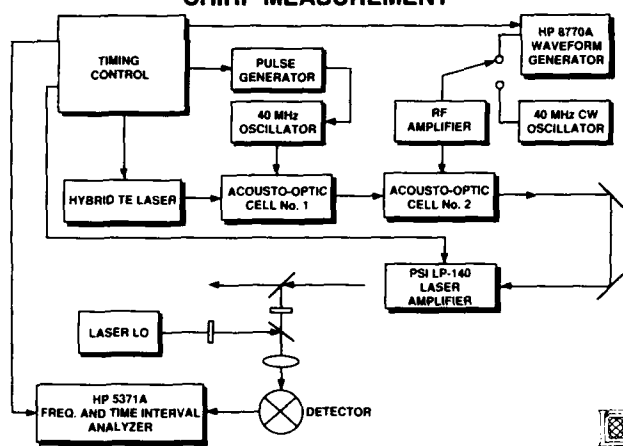 CHIRP MEASUREMENT
TIMING
CONTROL
HP 8770A
WAVEFORM
GENERATOR
PULSE
GENERATOR
40 MHz
OSCILLATOR
RF
AMPLIFIER
40 MHz CW
OSCILLATOR
HYBRID TE LASER
ACOUSTO-OPTIC
CELL No. 1
ACOUSTO-OPTIC
CELL No. 2
PSI LP-140
LASER
AMPLIFIER
LASER LO
HP 5371A
FREQ. AND TIME INTERVAL
ANALYZER
DETECTOR